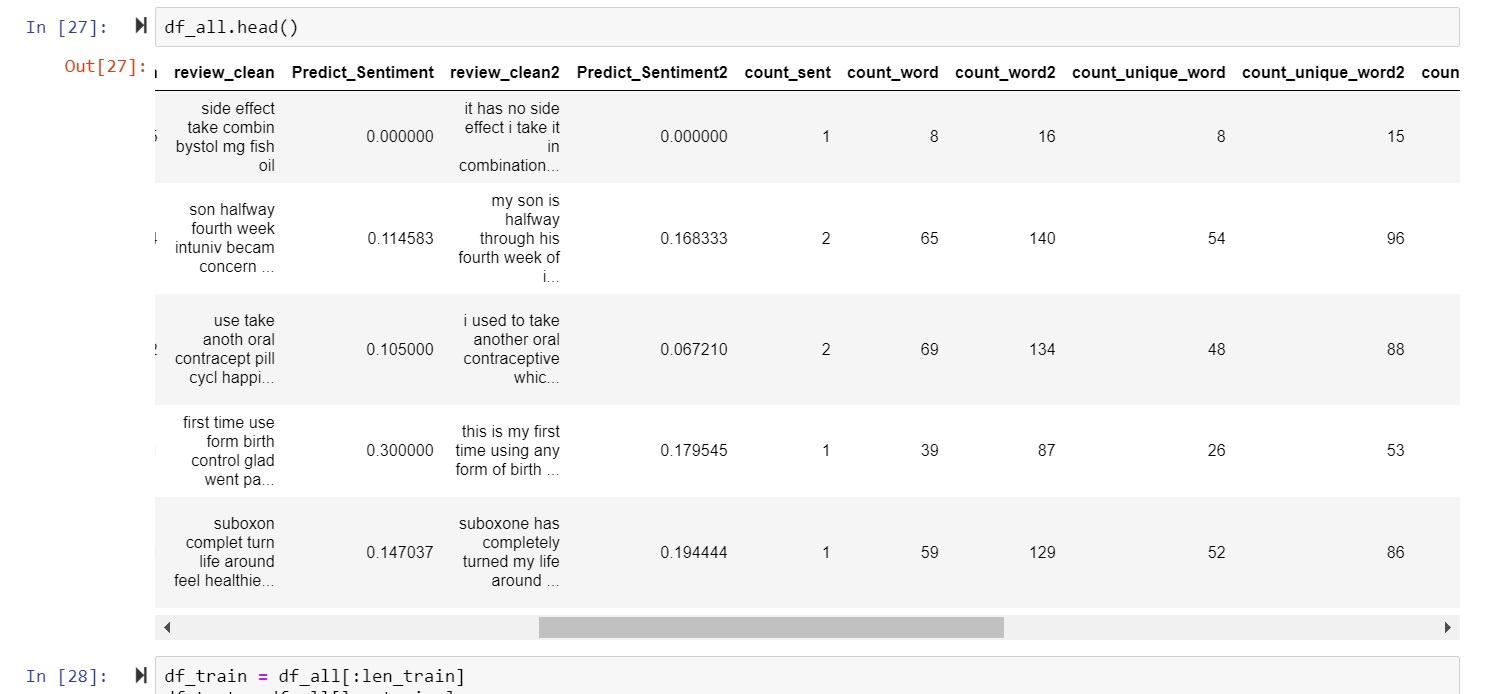 In [27]: df_all.head()
Out[27]:
review_clean Predict_Sentiment review_clean2 Predict_Sentiment2 count_sent count_word count_word2 count_unique_word count_unique_word2 coun
side effect
take combin
bystol mg fish
oil
0.000000
it has no side
effect i take it
in
combination...
0.000000 1 8 16 8 15
son halfway
fourth week
intuniv becam
concern ...
0.114583
my son is
halfway
through his
fourth week of
i...
0.168333 2 65 140 54 96
use take
anoth oral
contracept pill
cycl happi...
0.105000
i used to take
another oral
contraceptive
whic...
0.067210 2 69 134 48 88
first time use
form birth
control glad
went pa...
0.300000
this is my first
time using any
form of birth ...
0.179545 1 39 87 26 53
suboxon
complet turn
life around
feel healthie...
0.147037
suboxone has
completely
turned my life
around ...
0.194444 1 59 129 52 86
In [28]: df_train = df_all[:len_train]